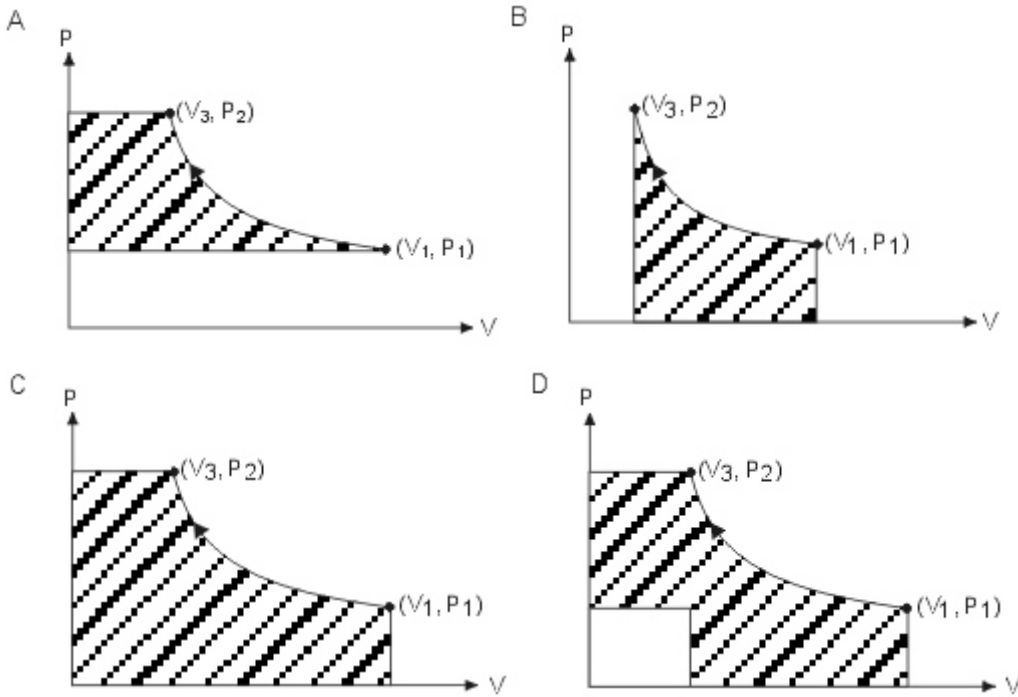 A
P
(V₃, P₂)
(V₁, P₁)
V
B
P
(V₃, P₂)
(V₁, P₁)
V
C
P
(V₃, P₂)
(V₁, P₁)
V
D
P
(V₃, P₂)
(V₁, P₁)
V